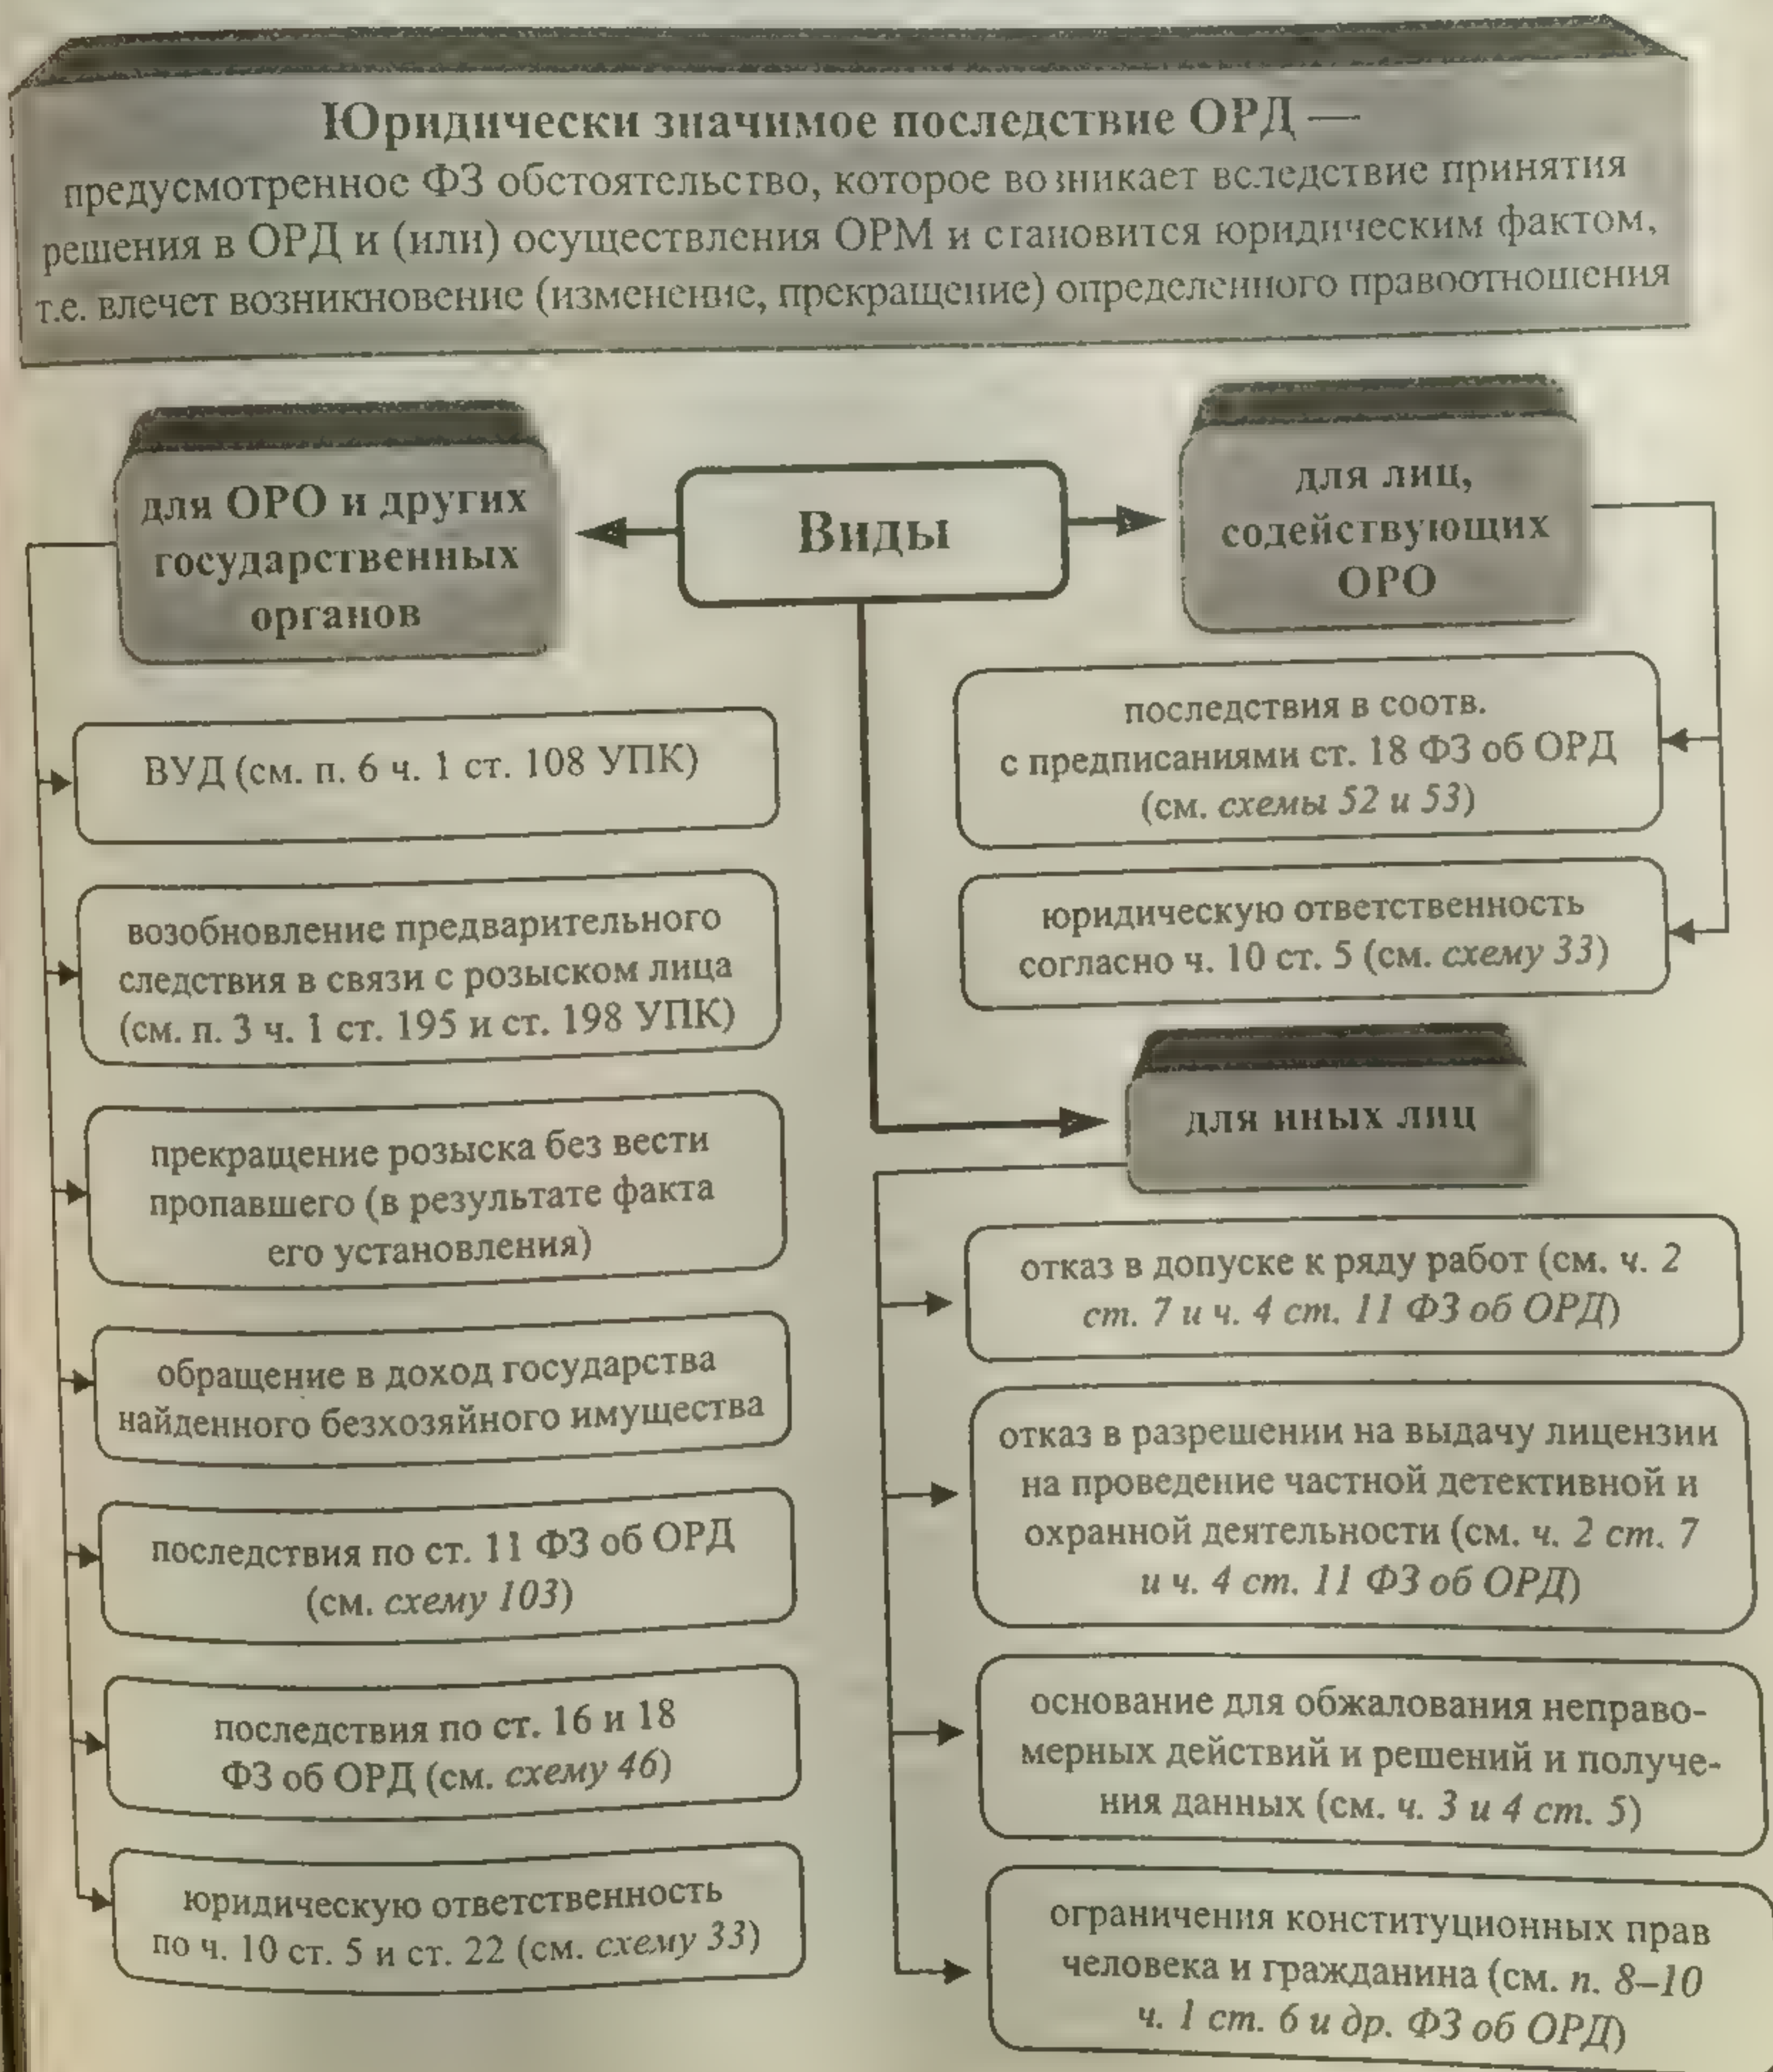 Юридически значимое последствие ОРД —
предусмотренное ФЗ обстоятельство, которое возникает вследствие принятия
решения в ОРД и (или) осуществления ОРМ и становится юридическим фактом,
т.е. влечет возникновение (изменение, прекращение) определенного правоотношения
Виды
для ОРО и других
государственных
органов
ВУД (см. п. 6 ч. 1 ст. 108 УПК)
возобновление предварительного
следствия в связи с розыском лица
(см. п. 3 ч. 1 ст. 195 и ст. 198 УПК)
прекращение розыска без вести
пропавшего (в результате факта
его установления)
обращение в доход государства
найденного безхозяйного имущества
последствия по ст. 11 ФЗ об ОРД
(см. схему 103)
последствия по ст. 16 и 18
ФЗ об ОРД (см. схему 46)
юридическую ответственность
по ч. 10 ст. 5 и ст. 22 (см. схему 33)
для лиц,
содействующих
ОРО
последствия в соотв.
с предписаниями ст. 18 ФЗ об ОРД
(см. схемы 52 и 53)
юридическую ответственность
согласно ч. 10 ст. 5 (см. схему 33)
для иных лиц
отказ в допуске к ряду работ (см. ч. 2
ст. 7 и ч. 4 ст. 11 ФЗ об ОРД)
отказ в разрешении на выдачу лицензии
на проведение частной детективной и
охранной деятельности (см. ч. 2 ст. 7
и ч. 4 ст. 11 ФЗ об ОРД)
основание для обжалования неправо-
мерных действий и решений и получе-
ния данных (см. ч. 3 и 4 ст. 5)
ограничения конституционных прав
человека и гражданина (см. п. 8–10
ч. 1 ст. 6 и др. ФЗ об ОРД)